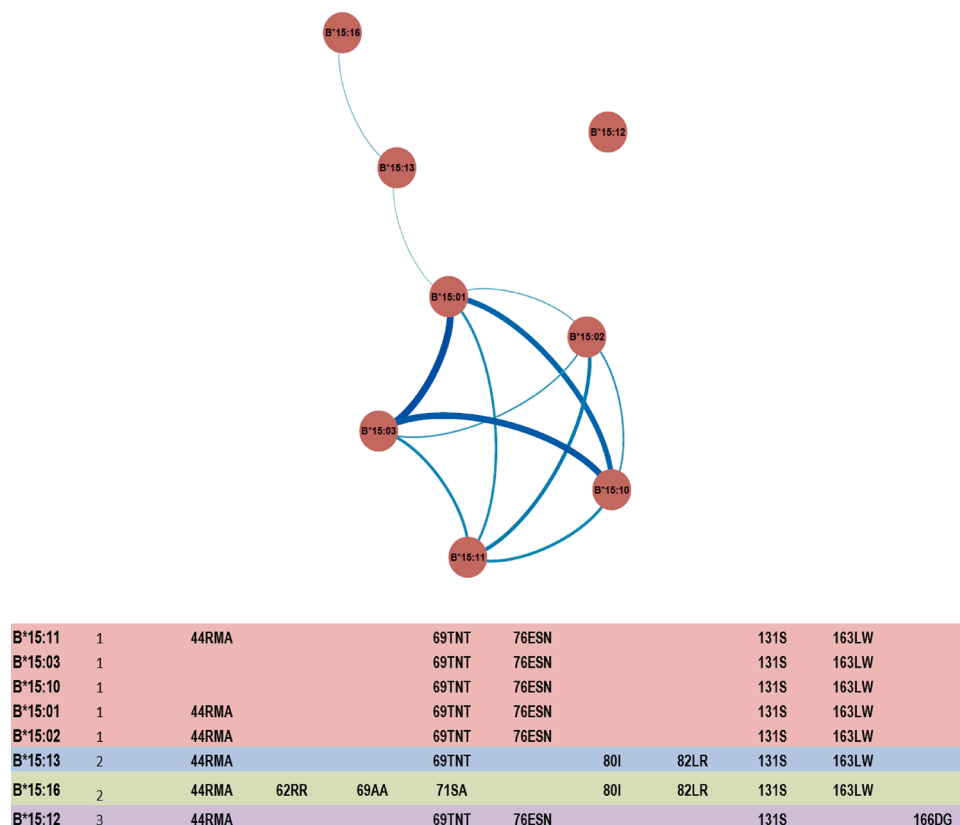 B*15:16
B*15:12
B*15:13
B*15:01
B*15:02
B*15:03
B*15:10
B*15:11
B*15:11 1 44RMA 69TNT 76ESN 131S 163LW
B*15:03 1 69TNT 76ESN 131S 163LW
B*15:10 1 69TNT 76ESN 131S 163LW
B*15:01 1 44RMA 69TNT 76ESN 131S 163LW
B*15:02 1 44RMA 69TNT 76ESN 131S 163LW
B*15:13 2 44RMA 69TNT 80I 82LR 131S 163LW
B*15:16 2 44RMA 62RR 69AA 71SA 80I 82LR 131S 163LW
B*15:12 3 44RMA 69TNT 76ESN 131S 166DG